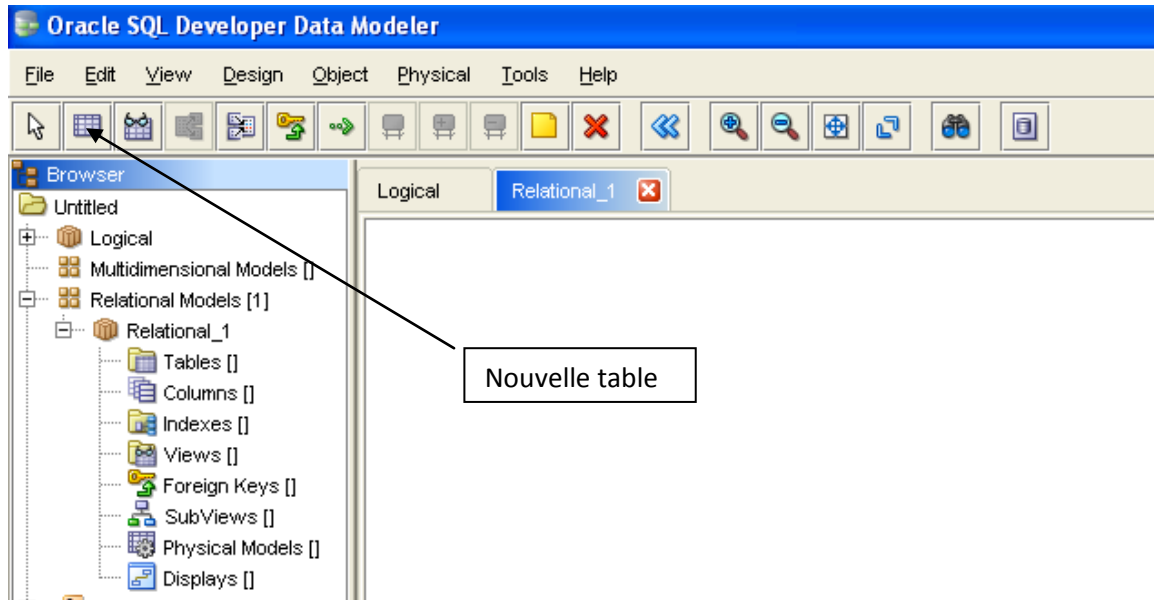 Oracle SQL Developer Data Modeler
File Edit View Design Object Physical Tools Help
Browser
Untitled
Logical
Multidimensional Models []
Relational Models [1]
Relational_1
Tables []
Columns []
Indexes []
Views []
Foreign Keys []
SubViews []
Physical Models []
Displays []
Logical Relational_1
Nouvelle table